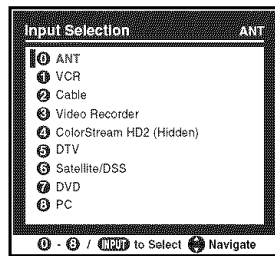 Input Selection ANT
0 ANT
1 VCR
2 Cable
3 Video Recorder
4 ColorStream HD2 (Hidden)
5 DTV
6 Satellite/DSS
7 DVD
8 PC
0 - 8 / INPUT to Select Navigate